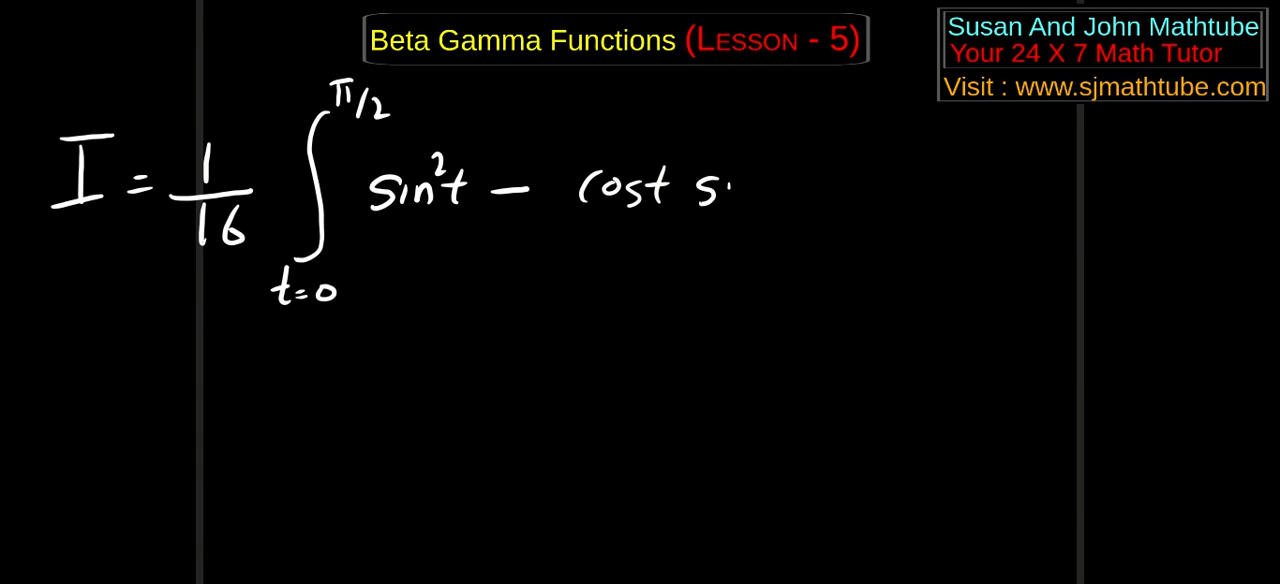 Beta Gamma Functions (LESSON - 5)
Susan And John Mathtube
Your 24 X 7 Math Tutor
Visit : www.sjmathtube.com
π/2
I = 1/16 ∫ sin²t - cost s
t=0